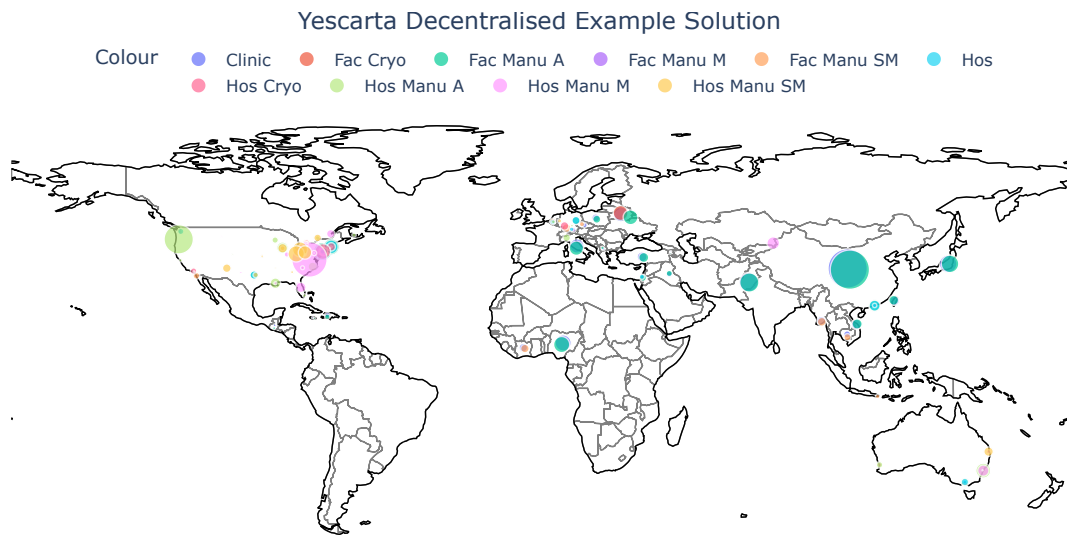 Yescarta Decentralised Example Solution
Colour Clinic Fac Cryo Fac Manu A Fac Manu M Fac Manu SM Hos
Hos Cryo Hos Manu A Hos Manu M Hos Manu SM